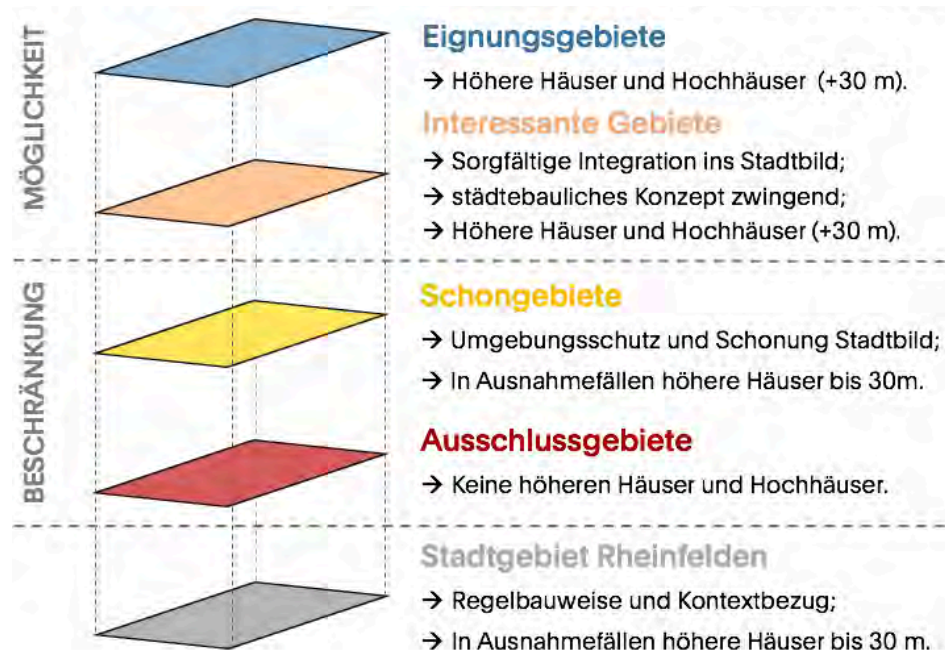 MÖGLICHKEIT
Eignungsgebiete
→ Höhere Häuser und Hochhäuser (+30 m).
Interessante Gebiete
→ Sorgfältige Integration ins Stadtbild;
→ städtebauliches Konzept zwingend;
→ Höhere Häuser und Hochhäuser (+30 m).
BESCHRÄNKUNG
Schongebiete
→ Umgebungsschutz und Schonung Stadtbild;
→ In Ausnahmefällen höhere Häuser bis 30m.
Ausschlussgebiete
→ Keine höheren Häuser und Hochhäuser.
Stadtgebiet Rheinfelden
→ Regelbauweise und Kontextbezug;
→ In Ausnahmefällen höhere Häuser bis 30 m.